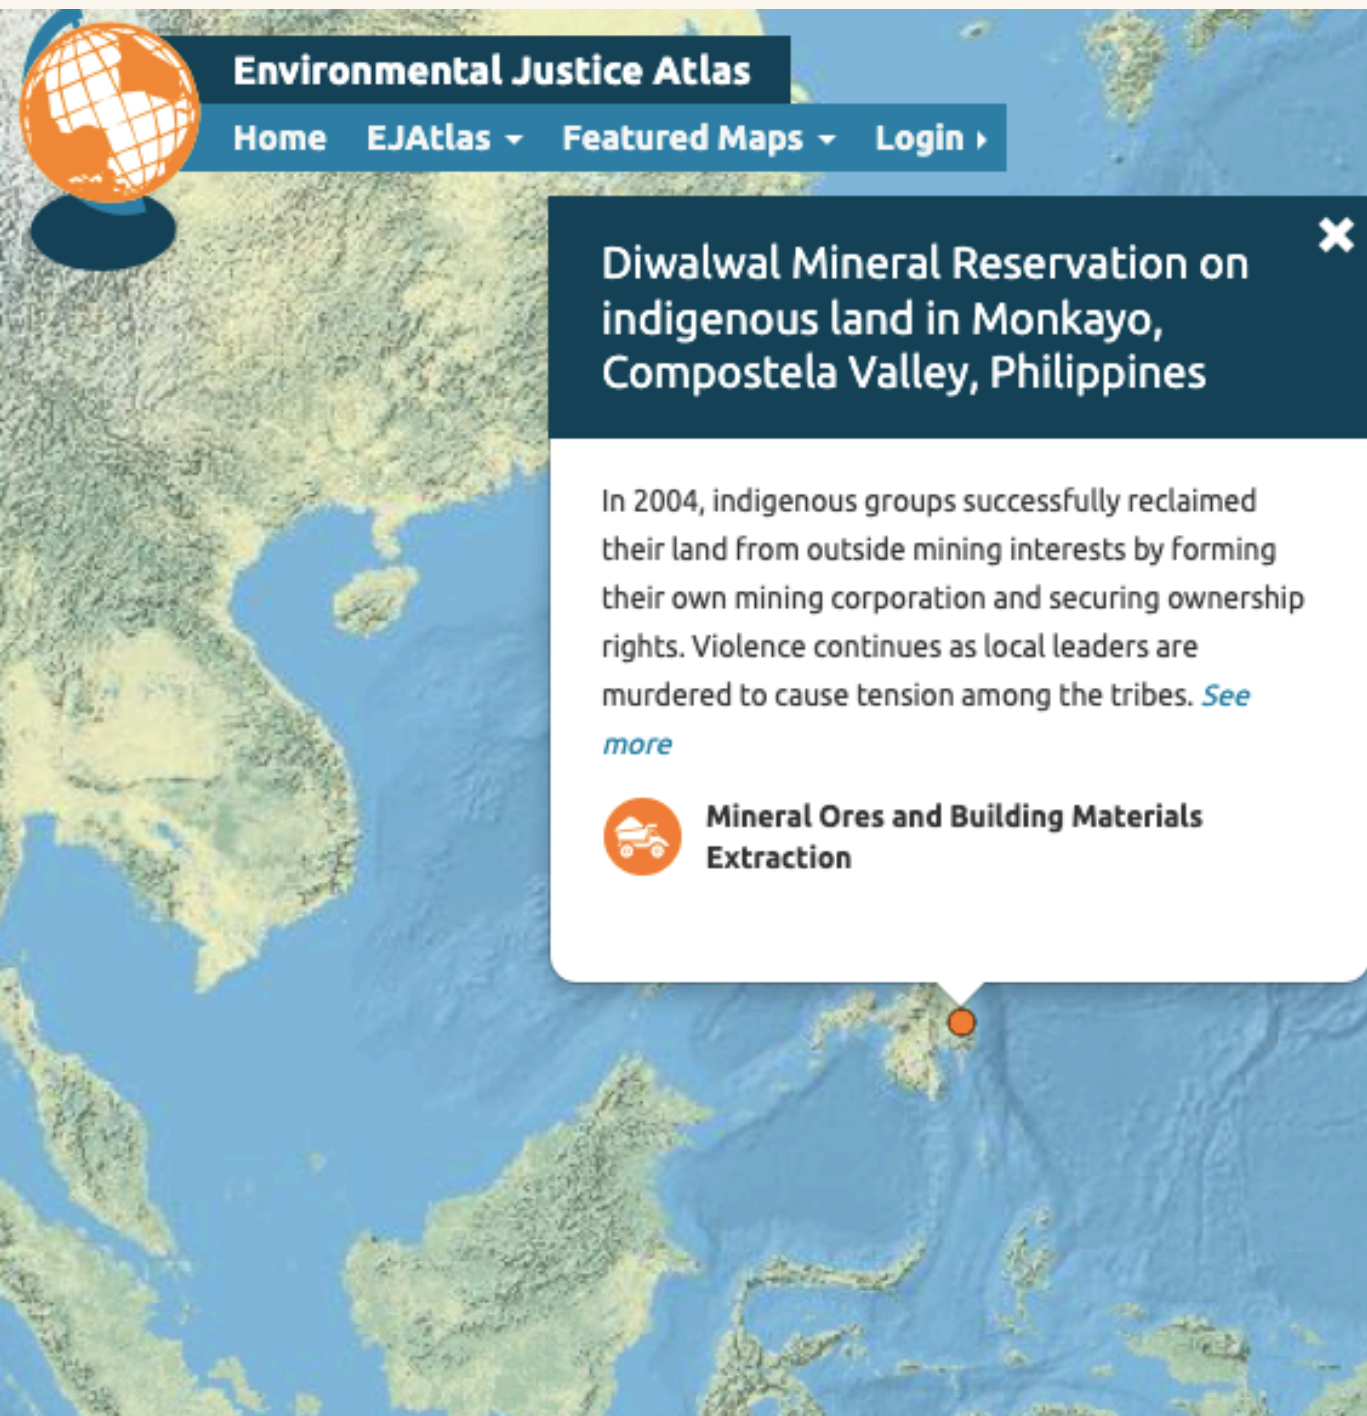 Environmental Justice Atlas
Home EJAtlas Featured Maps Login
Diwalwal Mineral Reservation on
indigenous land in Monkayo,
Compostela Valley, Philippines
In 2004, indigenous groups successfully reclaimed
their land from outside mining interests by forming
their own mining corporation and securing ownership
rights. Violence continues as local leaders are
murdered to cause tension among the tribes. See
more
Mineral Ores and Building Materials
Extraction